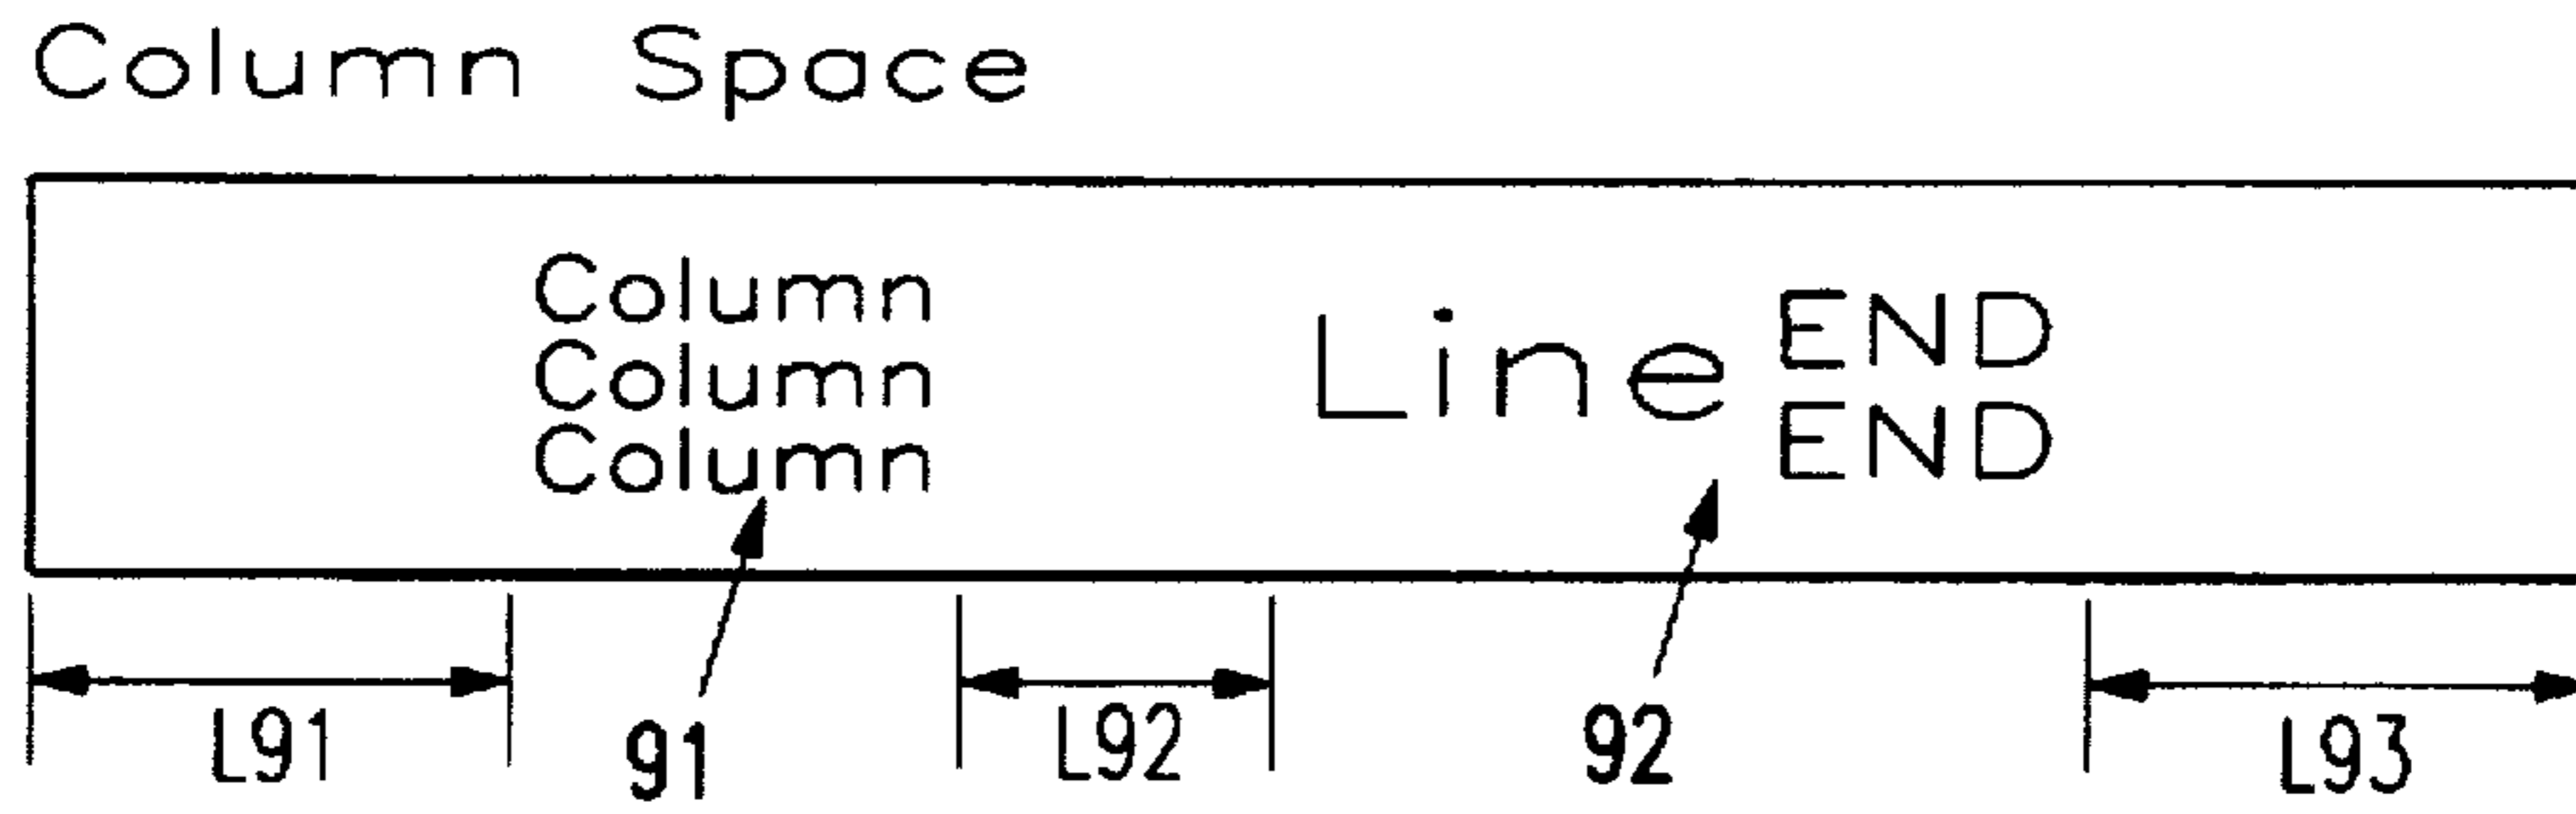 Column Space
Column
Column
Column
Line END
END
L91 91 L92 92 L93